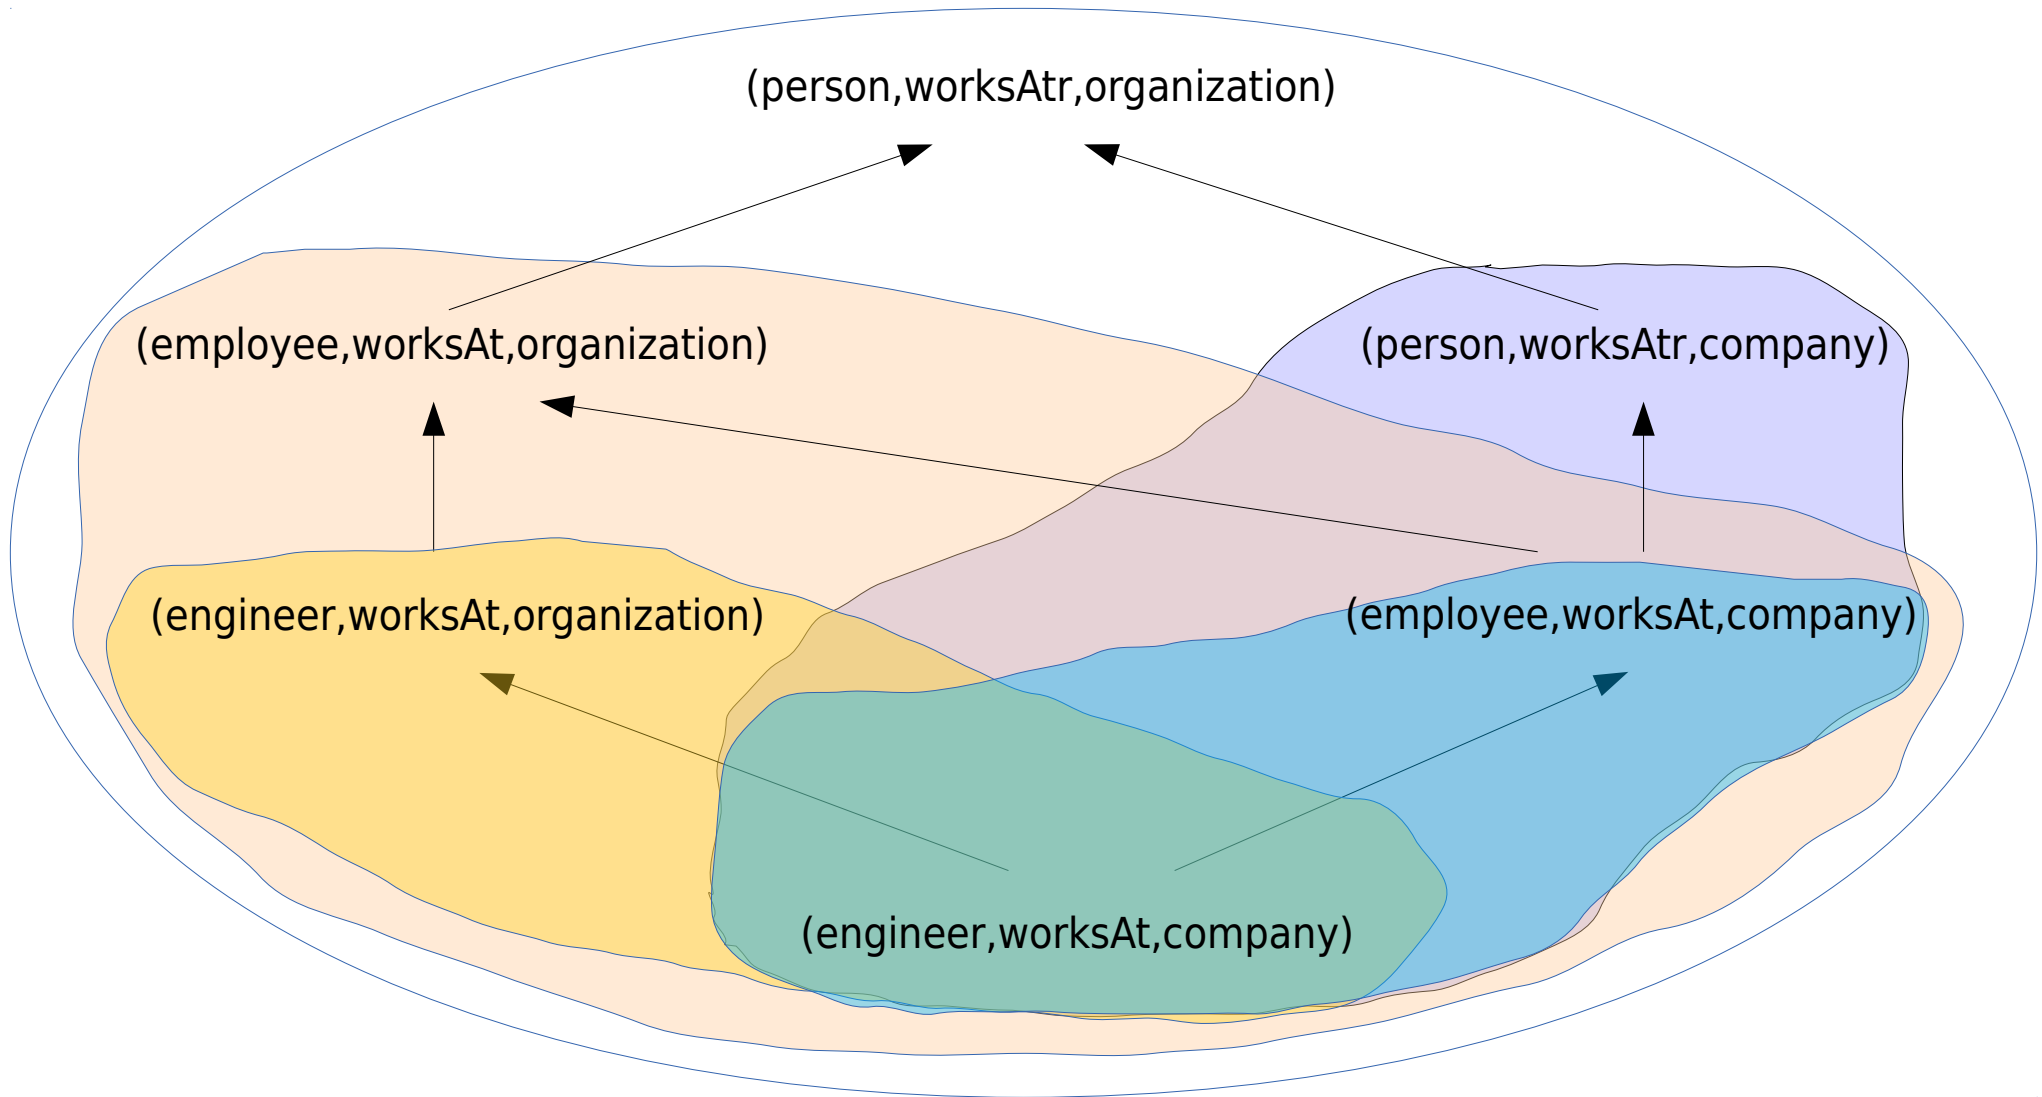 (person,worksAtr,organization)
(employee,worksAt,organization)
(person,worksAtr,company)
(engineer,worksAt,organization)
(employee,worksAt,company)
(engineer,worksAt,company)